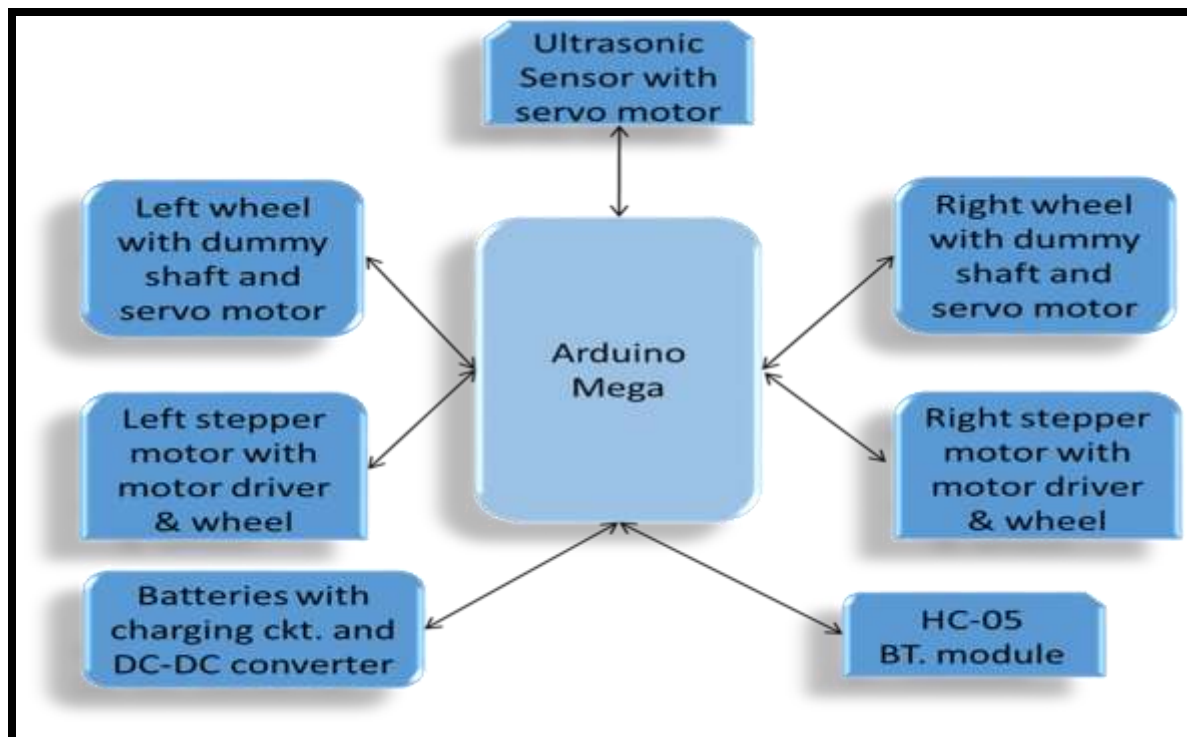 Ultrasonic
Sensor with
servo motor
Left wheel
with dummy
shaft and
servo motor
Right wheel
with dummy
shaft and
servo motor
Arduino
Mega
Left stepper
motor with
motor driver
& wheel
Right stepper
motor with
motor driver
& wheel
Batteries with
charging ckt. and
DC-DC converter
HC-05
BT. module